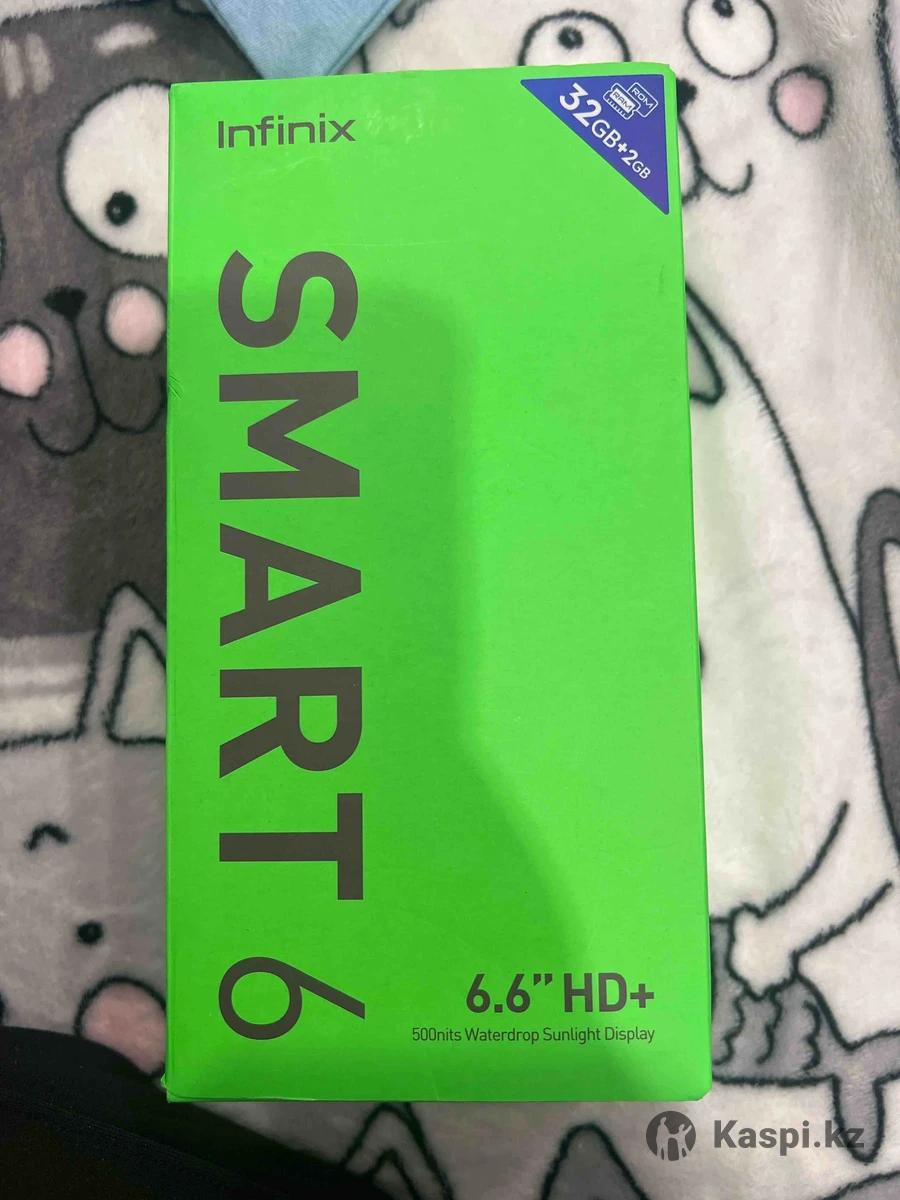 Infinix
ROM
RAM
32GB+2GB
SMART 6
6.6” HD+
500nits Waterdrop Sunlight Display
Kaspi.kz